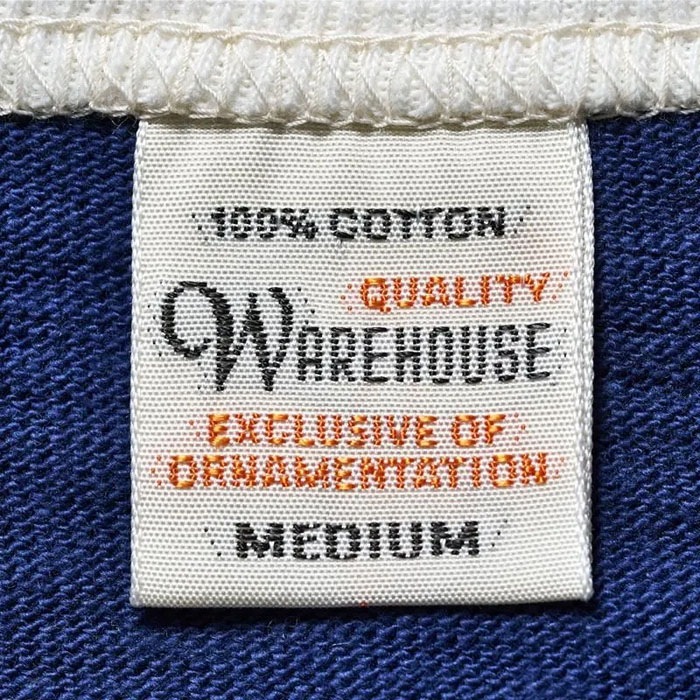 100% COTTON
QUALITY
WAREHOUSE
EXCLUSIVE OF
ORNAMENTATION
MEDIUM